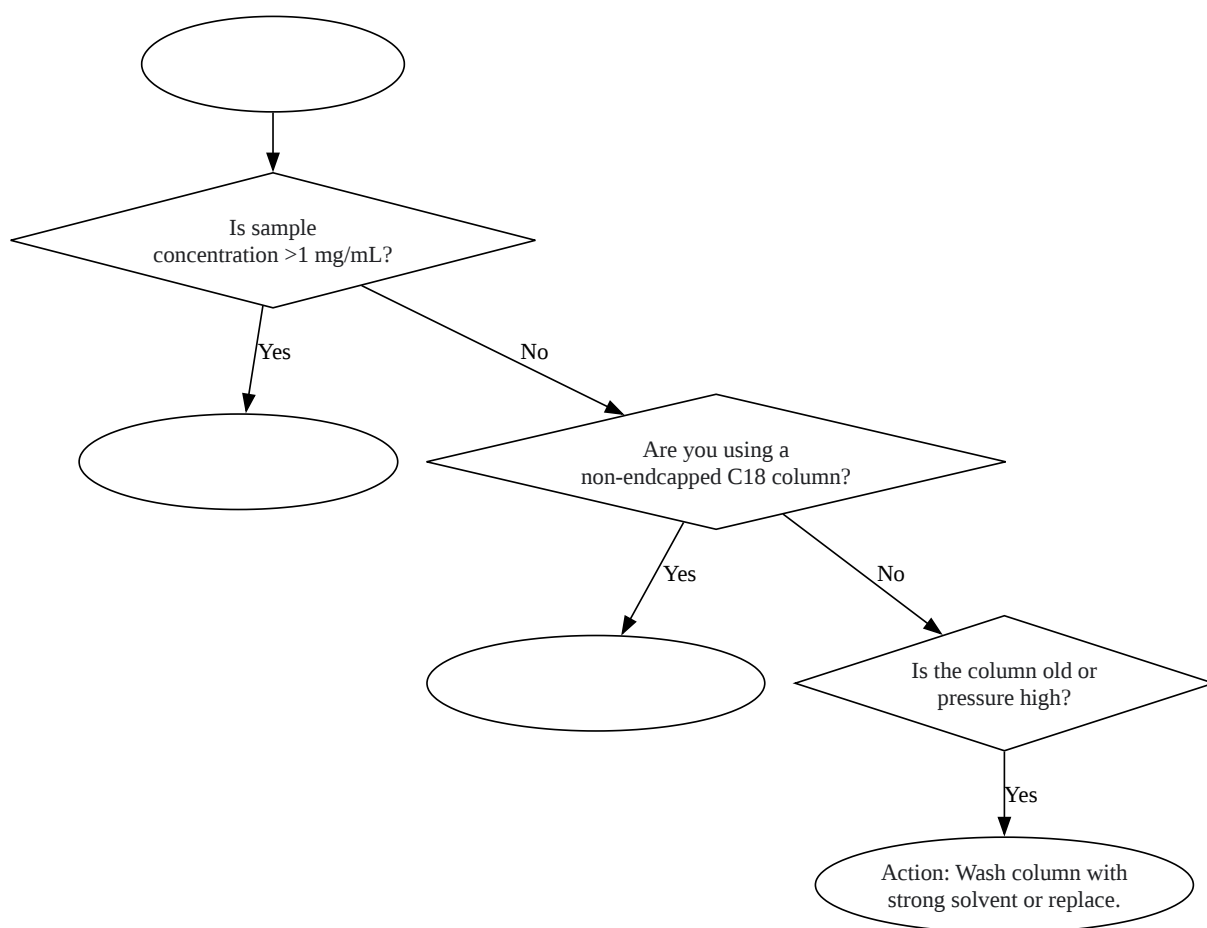 Is sample
concentration >1 mg/mL?
Yes
No
Are you using a
non-endcapped C18 column?
Yes
No
Is the column old or
pressure high?
Yes
Action: Wash column with
strong solvent or replace.